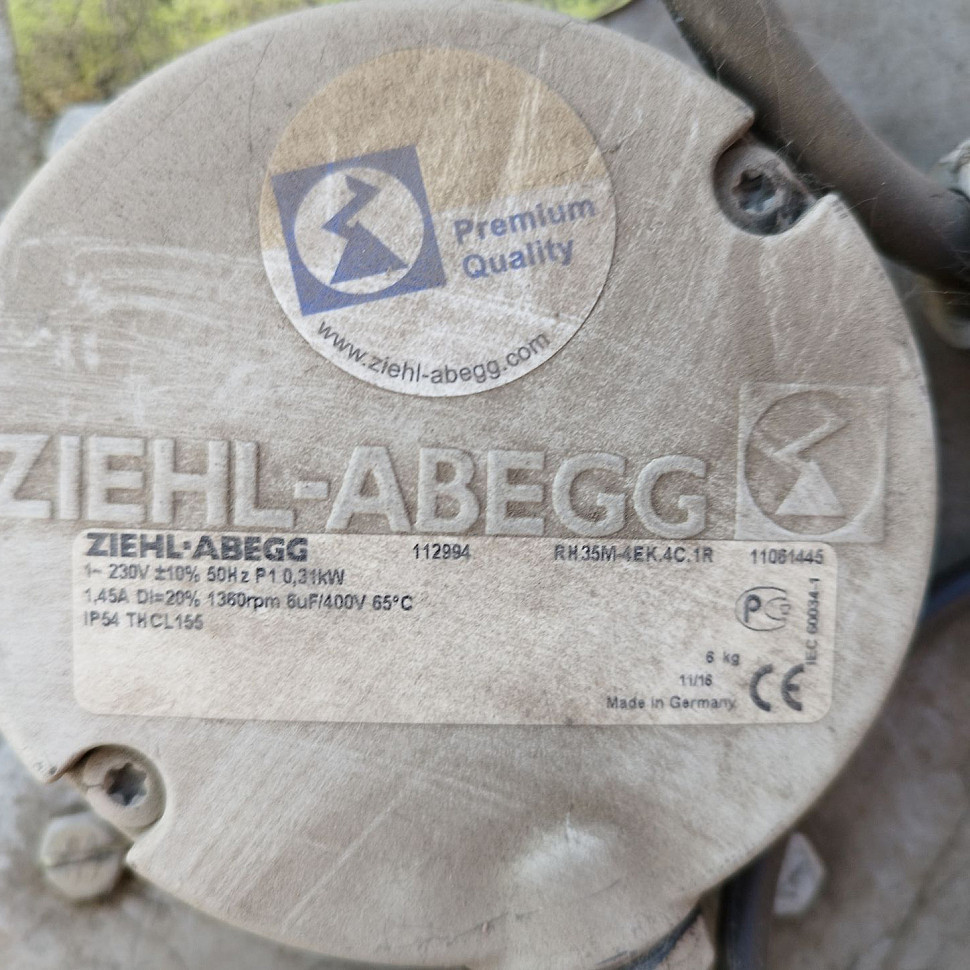 Premium
Quality
www.ziehl-abegg.com
ZIEHL-ABEGG
ZIEHL-ABEGG 112994 RH35M-4EK.4C.1R 11061445
1~ 230V ±10% 50Hz P1 0,31kW
1,45A DI=20% 1360rpm 6uF/400V 65°C
IP54 THCL155
IEC 60034-1
6 kg
11/16
Made in Germany CE